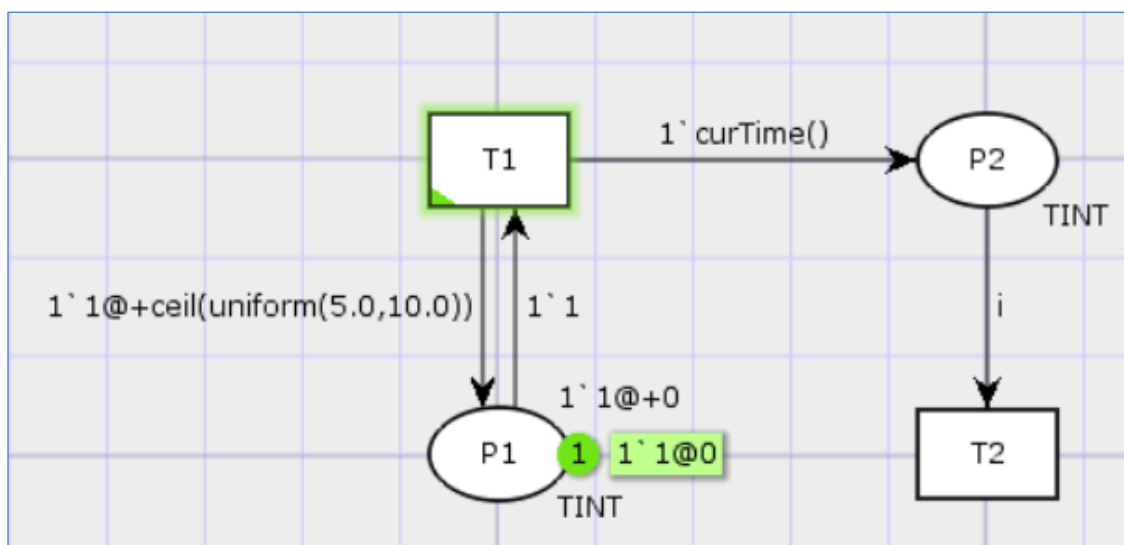 T1
1`curTime()
P2
TINT
1`1@+ceil(uniform(5.0,10.0))
1`1
i
1`1@+0
P1
1
1`1@0
TINT
T2